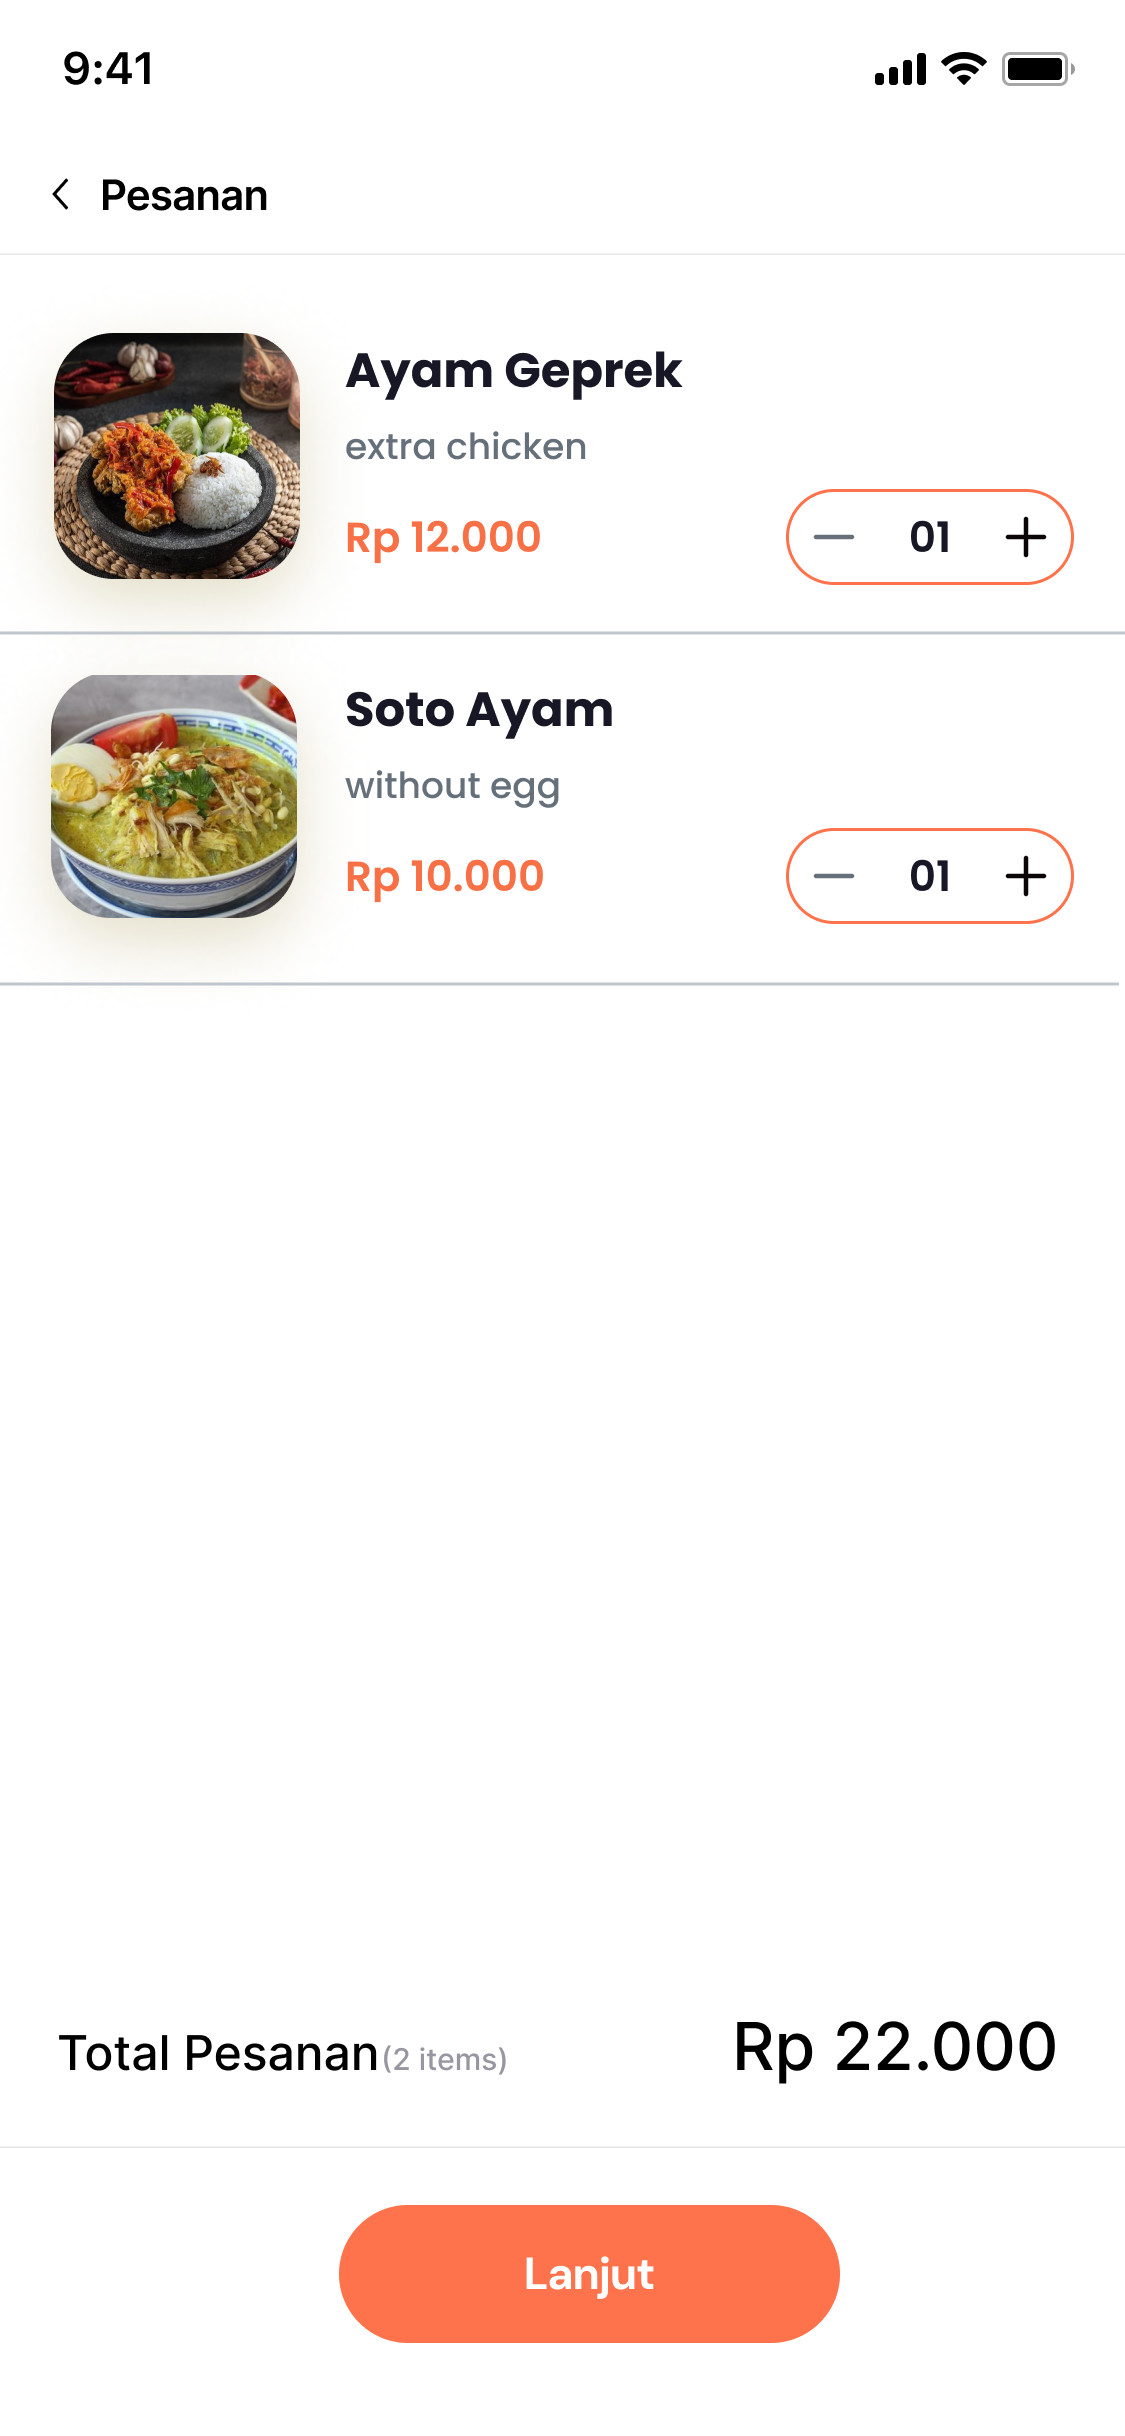 9:41
Pesanan
Ayam Geprek
extra chicken
Rp 12.000
01
Soto Ayam
without egg
Rp 10.000
01
Total Pesanan(2 items)
Rp 22.000
Lanjut